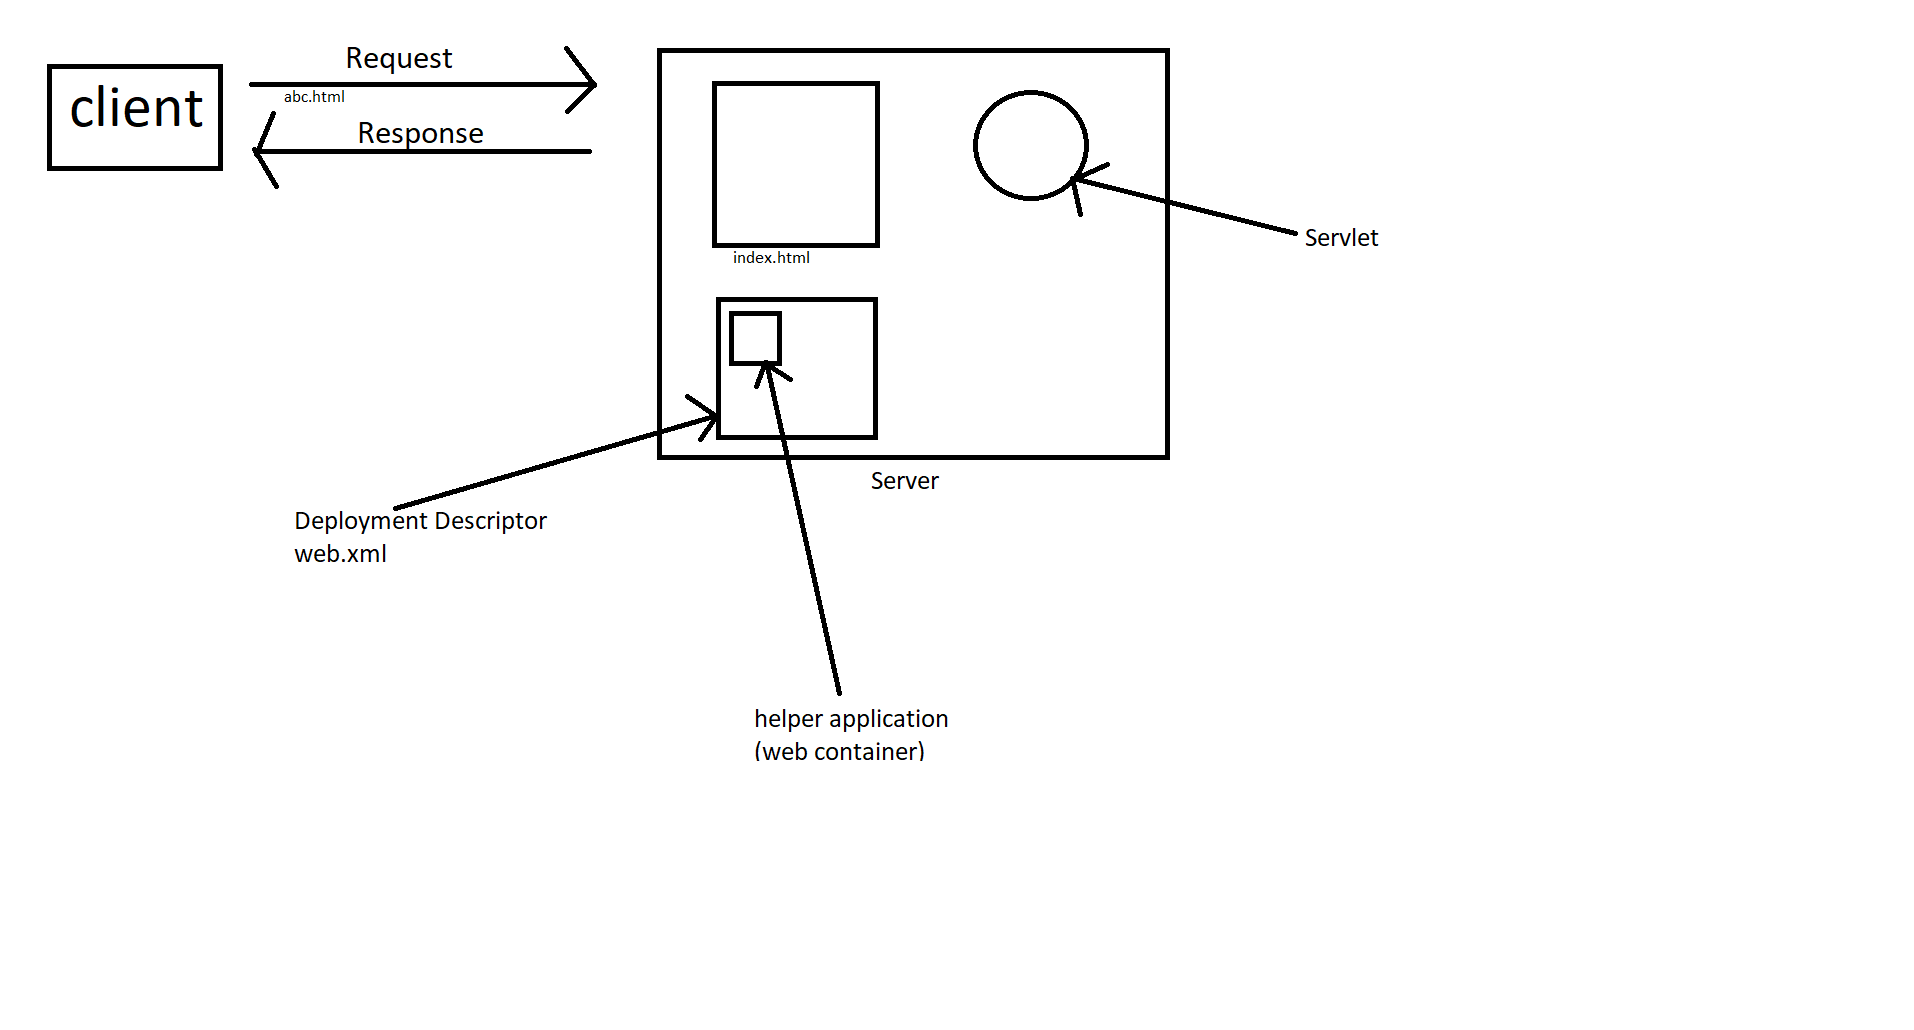 Request
client
abc.html
Response
Servlet
index.html
Server
Deployment Descriptor
web.xml
helper application
(web container)